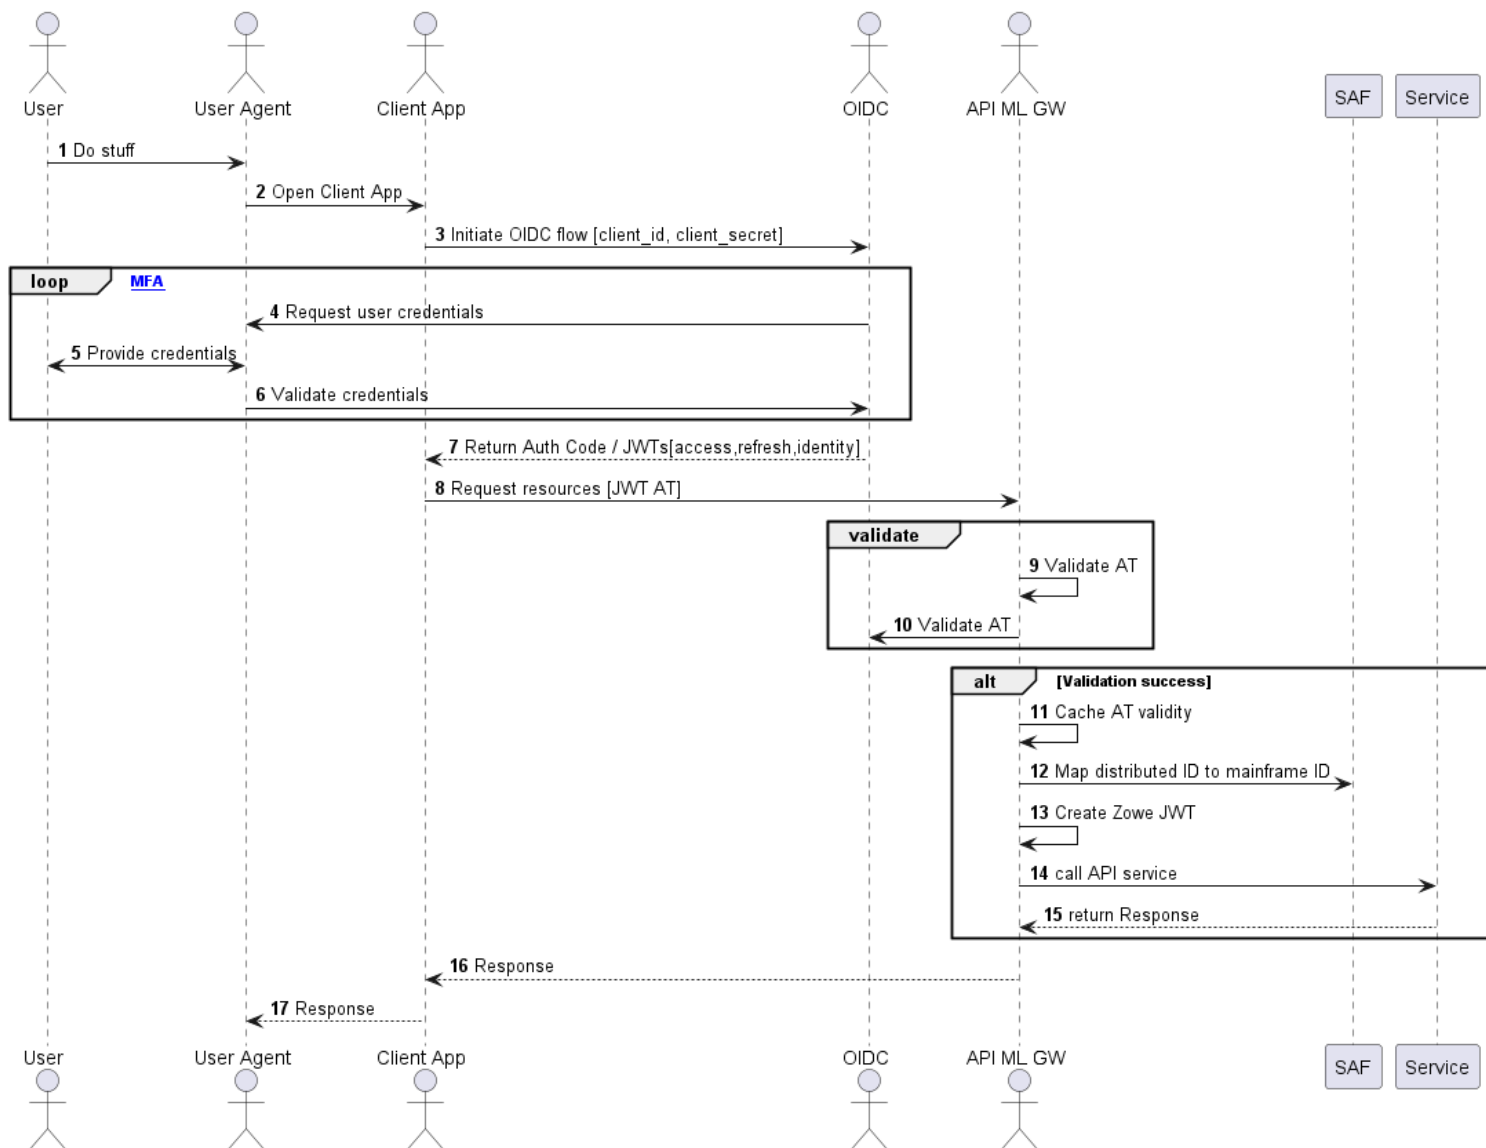 User User Agent Client App OIDC API ML GW SAF Service
1 Do stuff
2 Open Client App
3 Initiate OIDC flow [client_id, client_secret]
loop MFA
4 Request user credentials
5 Provide credentials
6 Validate credentials
7 Return Auth Code / JWTs[access,refresh,identity]
8 Request resources [JWT AT]
validate
9 Validate AT
10 Validate AT
alt [Validation success]
11 Cache AT validity
12 Map distributed ID to mainframe ID
13 Create Zowe JWT
14 call API service
15 return Response
16 Response
17 Response
User User Agent Client App OIDC API ML GW SAF Service